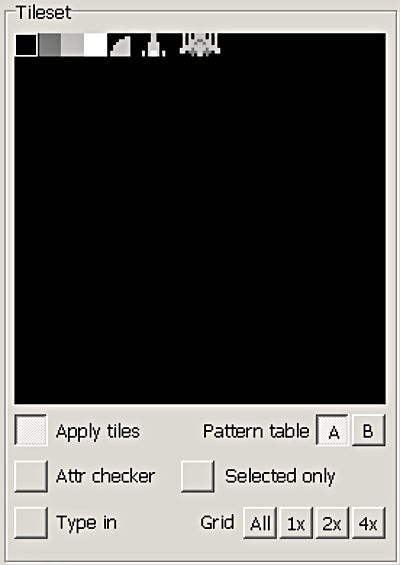 Tileset
Apply tiles Pattern table A B
Attr checker Selected only
Type in Grid All 1x 2x 4x